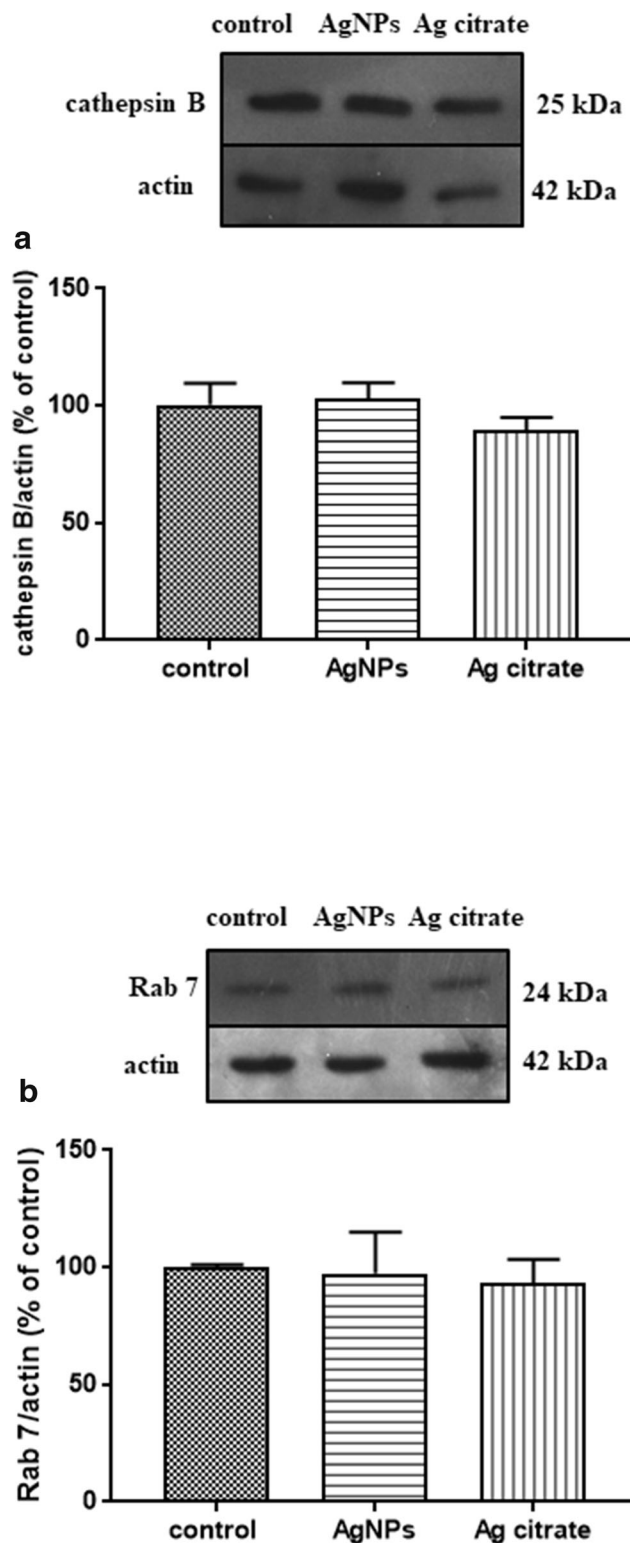 control AgNPs Ag citrate
cathepsin B 25 kDa
actin 42 kDa
a
cathepsin B/actin (% of control)
150
100
50
0
control AgNPs Ag citrate
control AgNPs Ag citrate
Rab 7 24 kDa
actin 42 kDa
b
Rab 7/actin (% of control)
150
100
50
0
control AgNPs Ag citrate